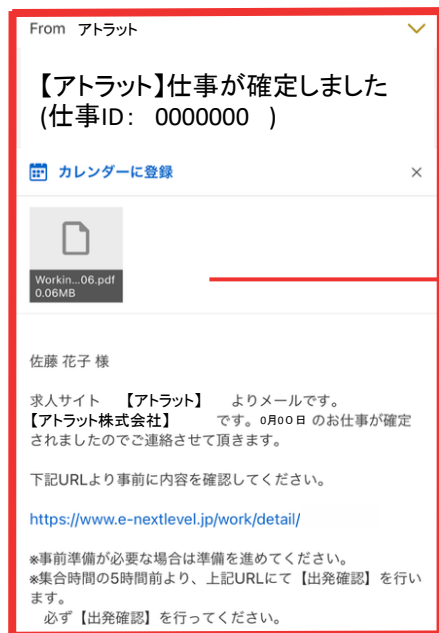 From アトラット
【アトラット】仕事が確定しました
(仕事ID： 0000000 )
カレンダーに登録
×
Workin...06.pdf
0.06MB
佐藤 花子 様
求人サイト 【アトラット】 よりメールです。
【アトラット株式会社】 です。0月00日 のお仕事が確定
されましたのでご連絡させて頂きます。
下記URLより事前に内容を確認してください。
https://www.e-nextlevel.jp/work/detail/
※事前準備が必要な場合は準備を進めてください。
※集合時間の5時間前より、上記URLにて【出発確認】を行い
ます。
必ず【出発確認】を行ってください。